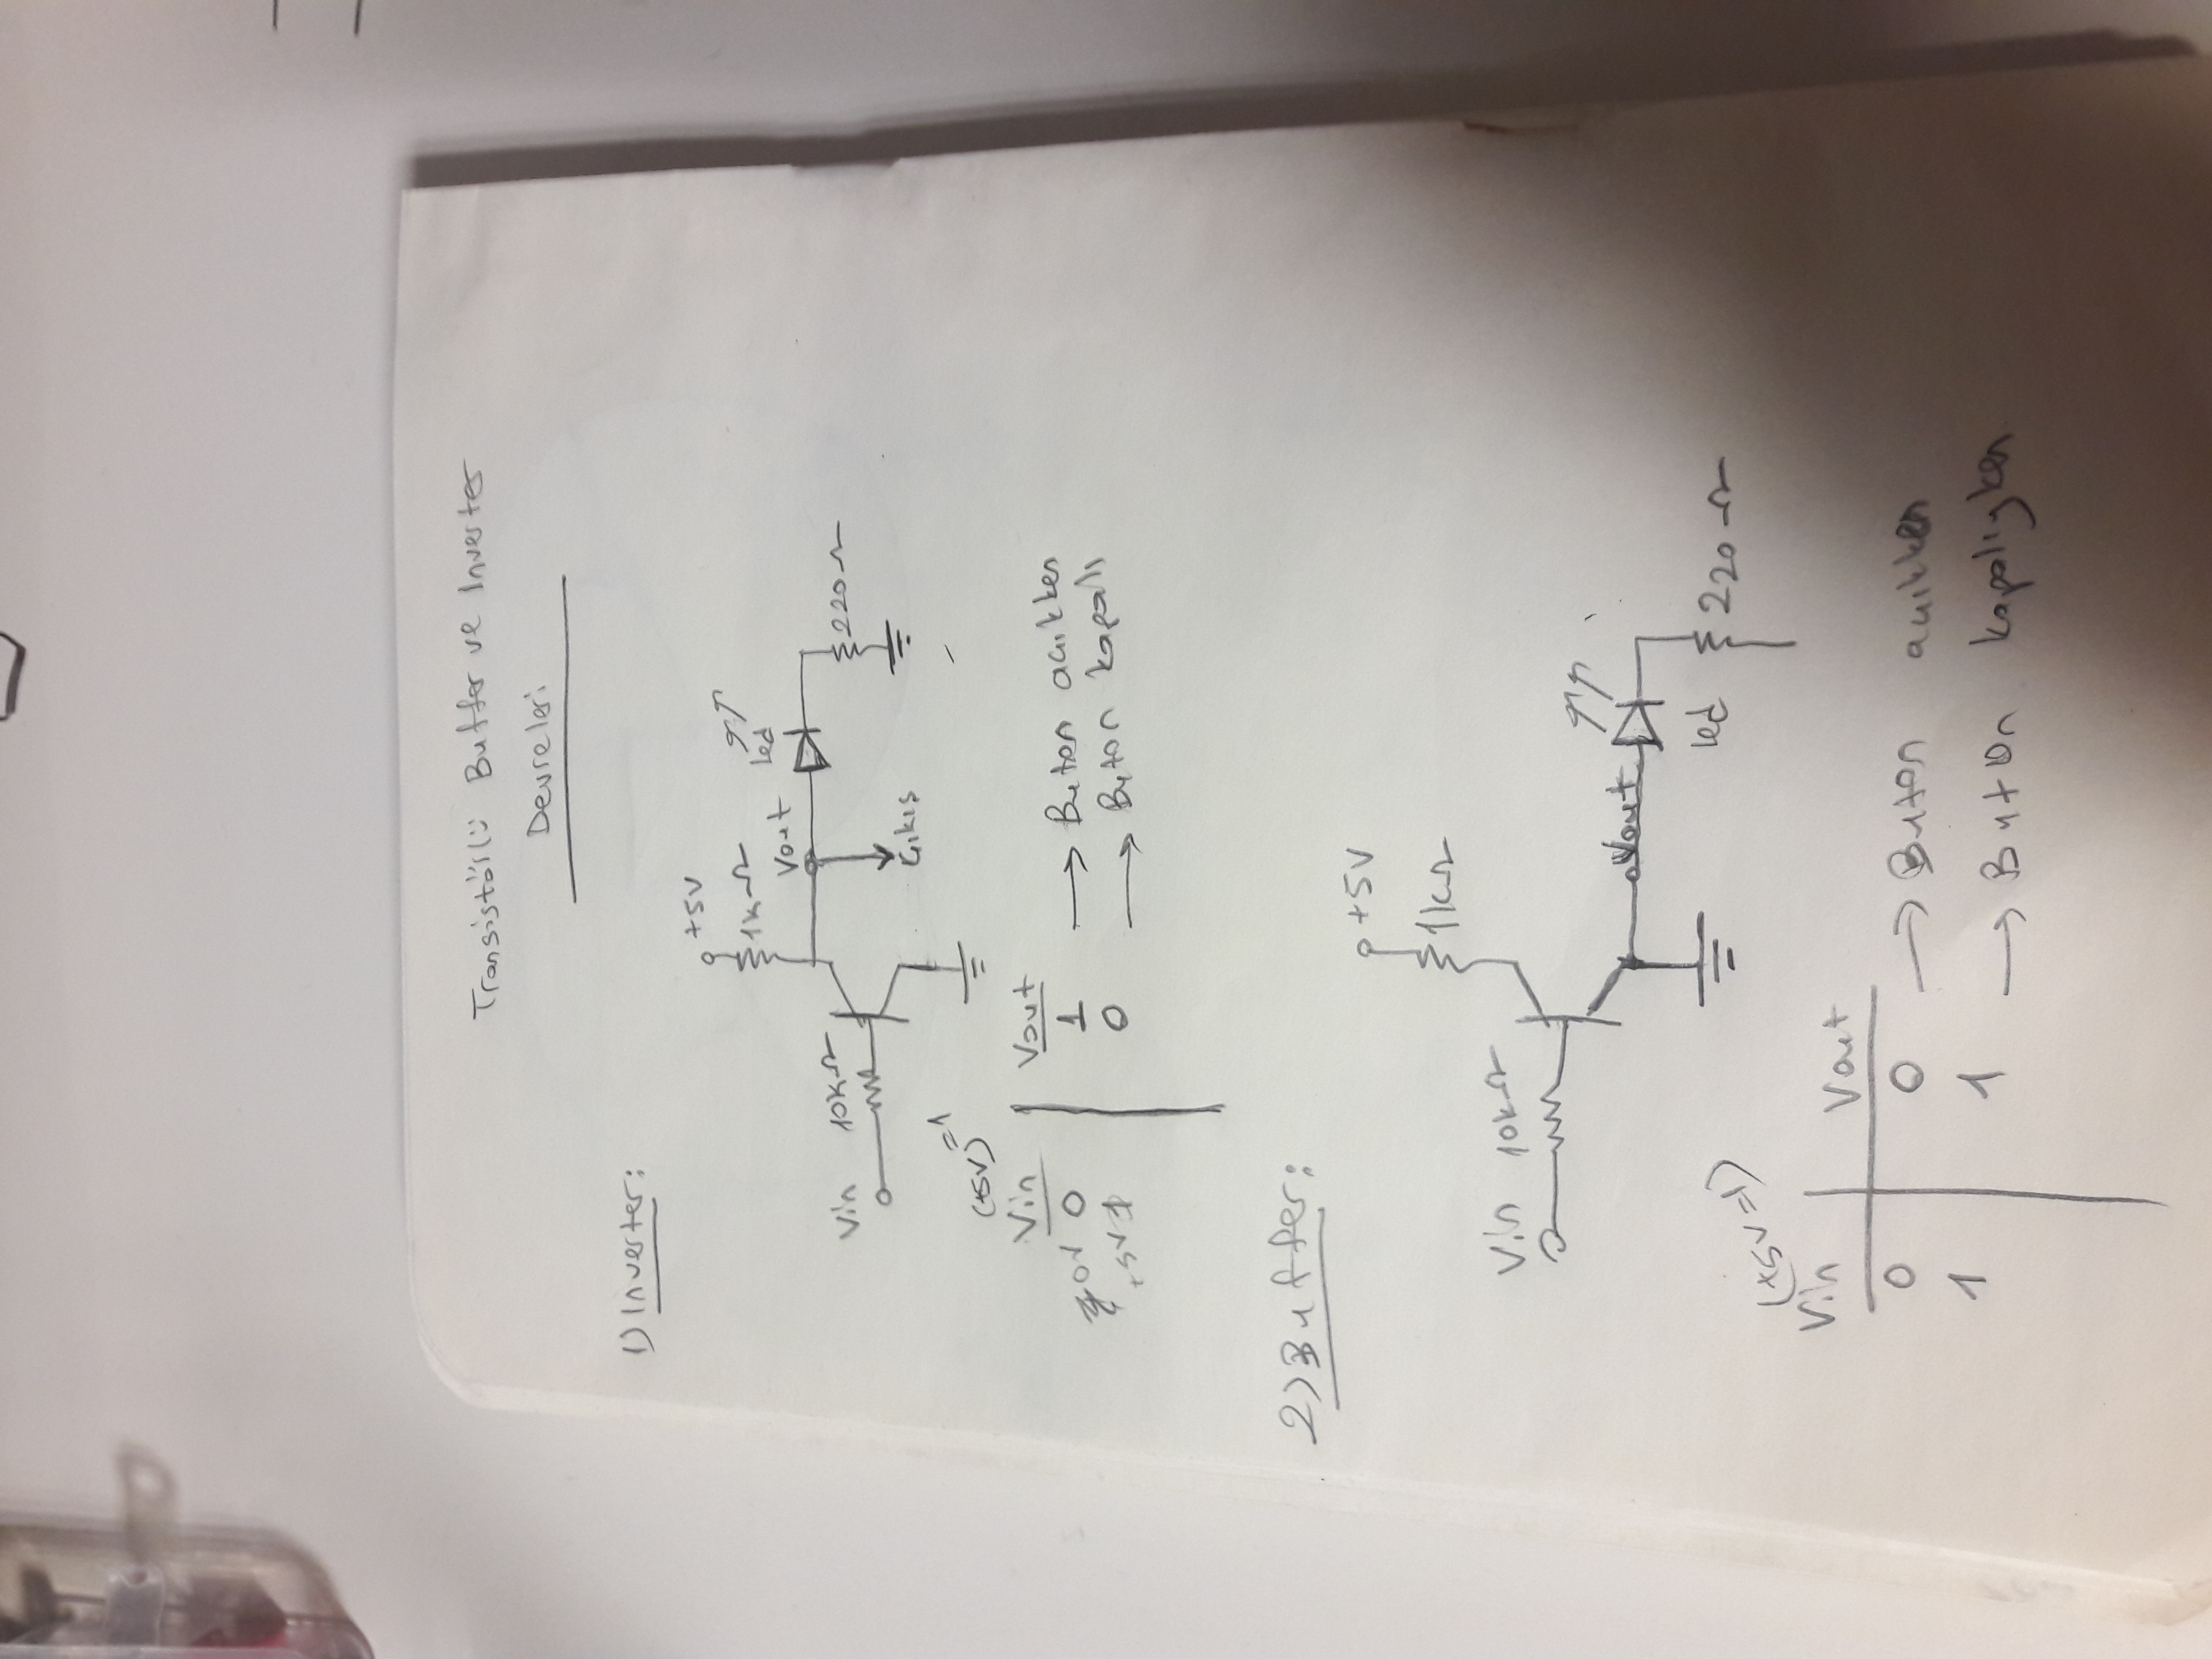 Transistörlü Buffer ve Inverter
Devreleri
1) Inverter:
+5V
1kΩ
Vout
Led
Vin 10kΩ
220Ω
Çıkış
(+5V)=1
Vin Vout
0V 0 1 → Buton açıkken
+5V 1 0 → Buton kapalı
2) Buffer:
+5V
1kΩ
Vin 10kΩ
Vout
led
220Ω
(+5V=1)
Vin Vout
0 0 → Buton açıkken
1 1 → Buton kapalıyken